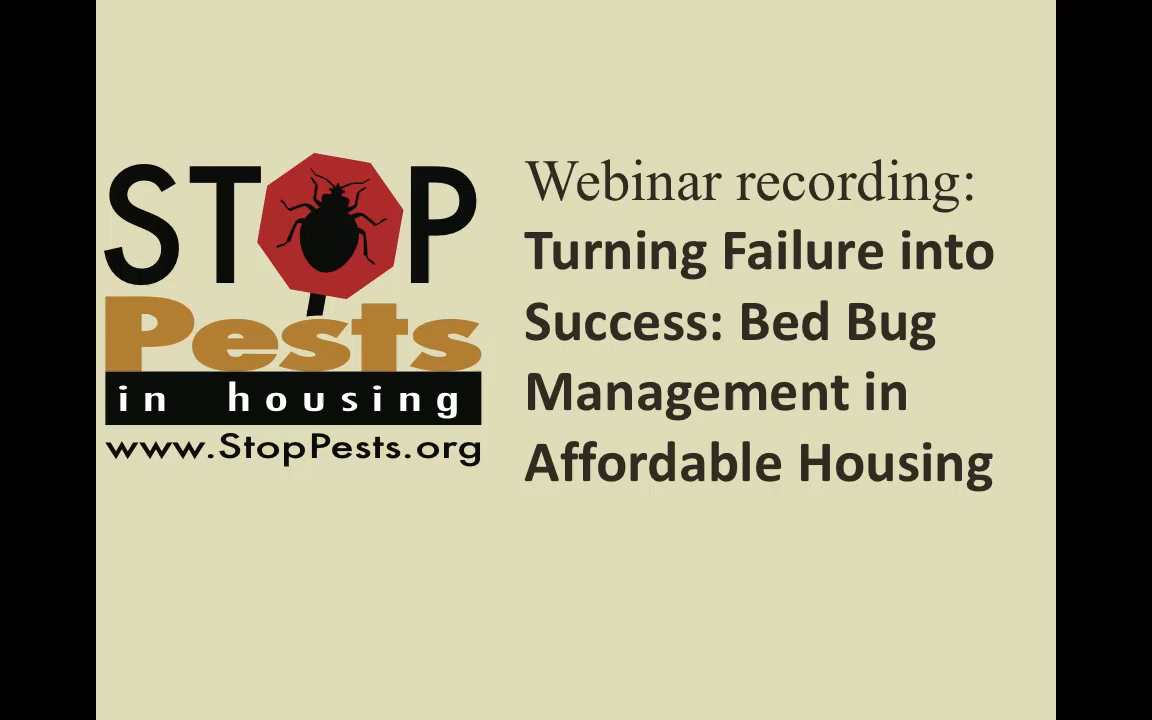 STOP
Pests
in housing
www.StopPests.org
Webinar recording:
Turning Failure into
Success: Bed Bug
Management in
Affordable Housing